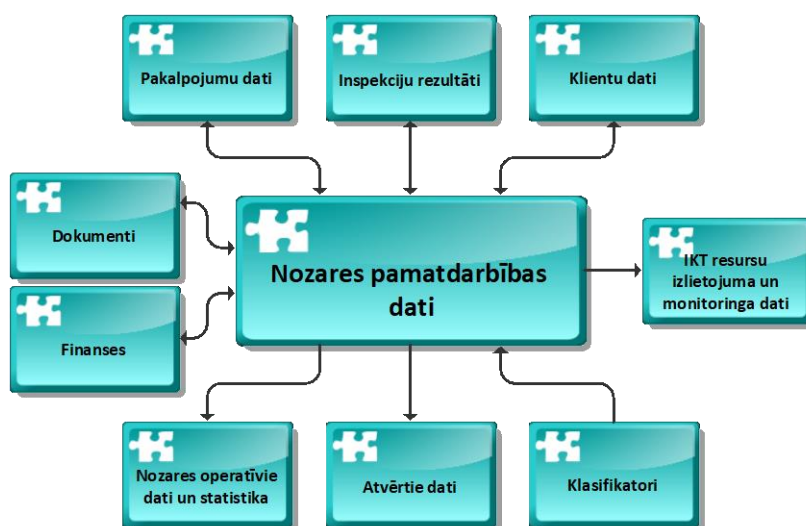 Pakalpojumu dati
Inspekciju rezultāti
Klientu dati
Dokumenti
Nozares pamatdarbības
dati
IKT resursu
izlietojuma un
monitoringa dati
Finanses
Nozares operatīvie
dati un statistika
Atvērtie dati
Klasifikatori